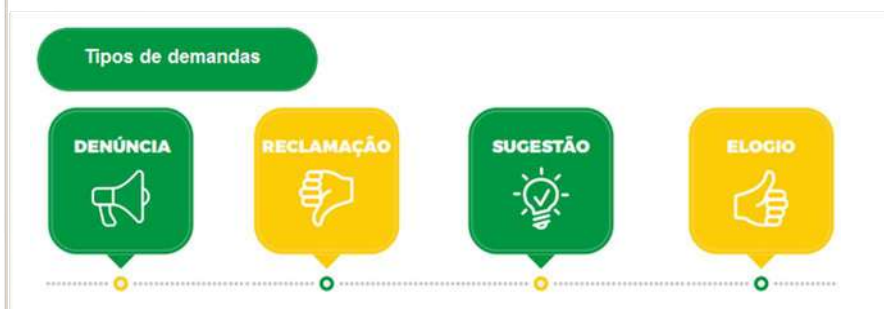 Tipos de demandas
DENÚNCIA
RECLAMAÇÃO
SUGESTÃO
ELOGIO